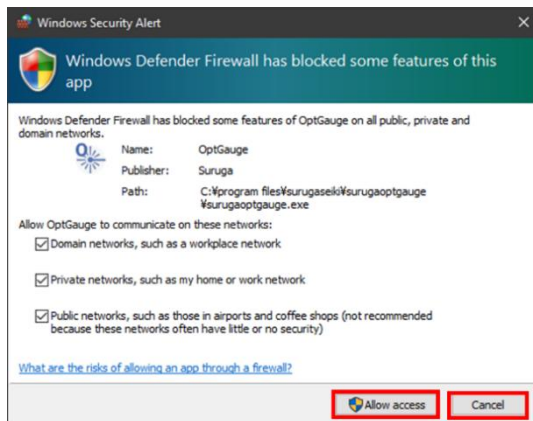 Windows Security Alert
Windows Defender Firewall has blocked some features of this
app
Windows Defender Firewall has blocked some features of OptGauge on all public, private and
domain networks.
Name: OptGauge
Publisher: Suruga
Path: C:¥program files¥surugaseiki¥surugaoptgauge
¥surugaoptgauge.exe
Allow OptGauge to communicate on these networks:
Domain networks, such as a workplace network
Private networks, such as my home or work network
Public networks, such as those in airports and coffee shops (not recommended
because these networks often have little or no security)
What are the risks of allowing an app through a firewall?
Allow access Cancel